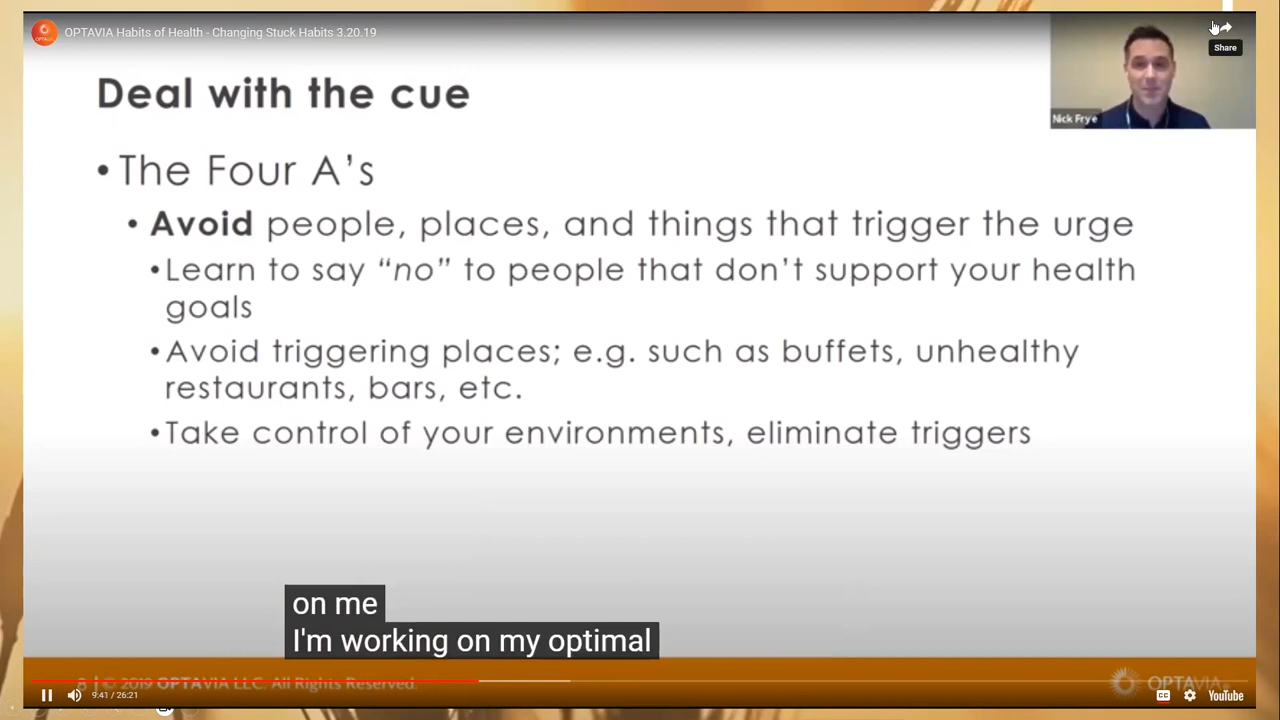 OPTAVIA Habits of Health - Changing Stuck Habits 3.20.19
Share
Nick Frye
Deal with the cue
• The Four A's
• Avoid people, places, and things that trigger the urge
• Learn to say “no” to people that don't support your health
goals
• Avoid triggering places; e.g. such as buffets, unhealthy
restaurants, bars, etc.
• Take control of your environments, eliminate triggers
on me
I'm working on my optimal
8 | © 2019 OPTAVIA LLC. All Rights Reserved.
OPTAVIA
9:41 / 26:21
CC
YouTube